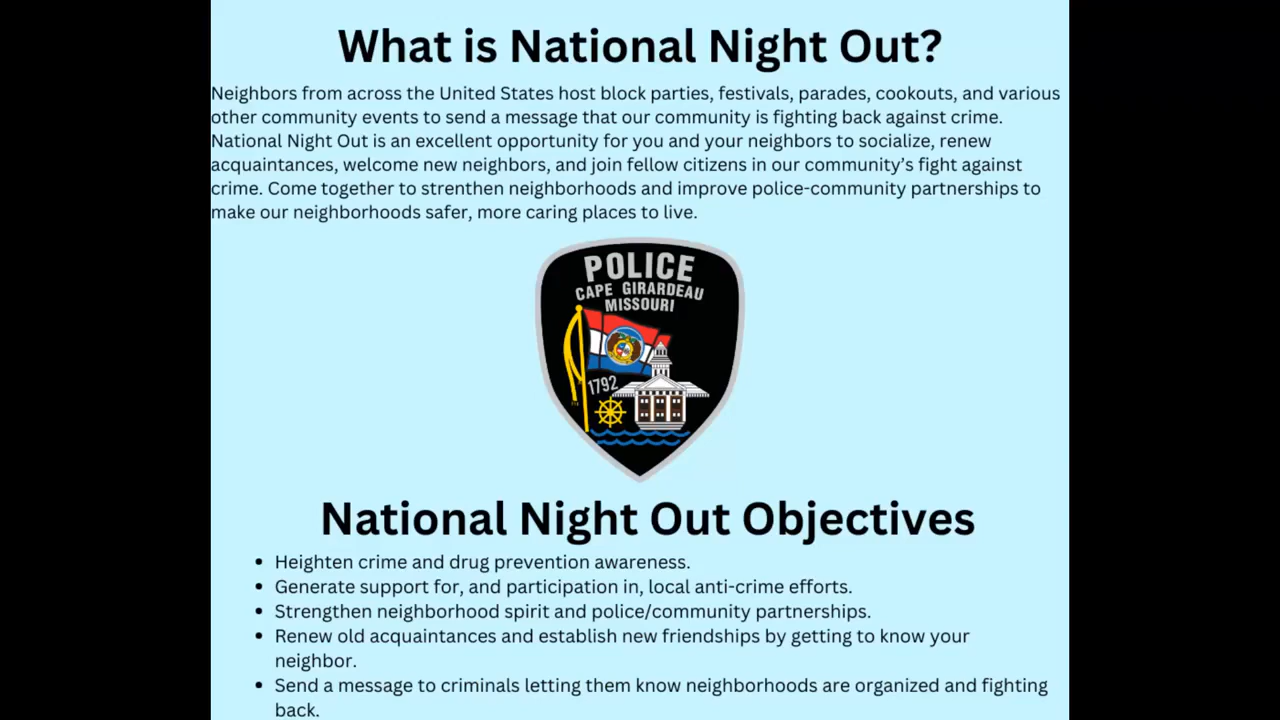 What is National Night Out?
Neighbors from across the United States host block parties, festivals, parades, cookouts, and various
other community events to send a message that our community is fighting back against crime.
National Night Out is an excellent opportunity for you and your neighbors to socialize, renew
acquaintances, welcome new neighbors, and join fellow citizens in our community’s fight against
crime. Come together to strenthen neighborhoods and improve police-community partnerships to
make our neighborhoods safer, more caring places to live.
POLICE
CAPE GIRARDEAU
MISSOURI
1792
National Night Out Objectives
• Heighten crime and drug prevention awareness.
• Generate support for, and participation in, local anti-crime efforts.
• Strengthen neighborhood spirit and police/community partnerships.
• Renew old acquaintances and establish new friendships by getting to know your
neighbor.
• Send a message to criminals letting them know neighborhoods are organized and fighting
back.